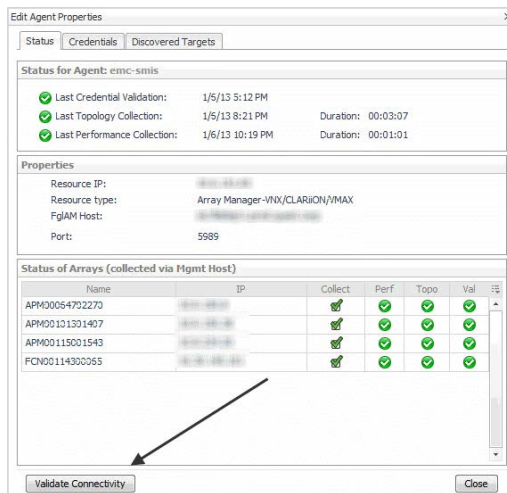 Edit Agent Properties
Status Credentials Discovered Targets
Status for Agent: emc-smis
Last Credential Validation: 1/5/13 5:12 PM
Last Topology Collection: 1/5/13 8:21 PM Duration: 00:03:07
Last Performance Collection: 1/6/13 10:19 PM Duration: 00:01:01
Properties
Resource IP:
Resource type: Array Manager-VNX/CLARiiON/VMAX
FglAM Host:
Port: 5989
Status of Arrays (collected via Mgmt Host)
Name IP Collect Perf Topo Val
APM00064702270
APM00101301407
APM00115001543
FCN00114300055
Validate Connectivity Close